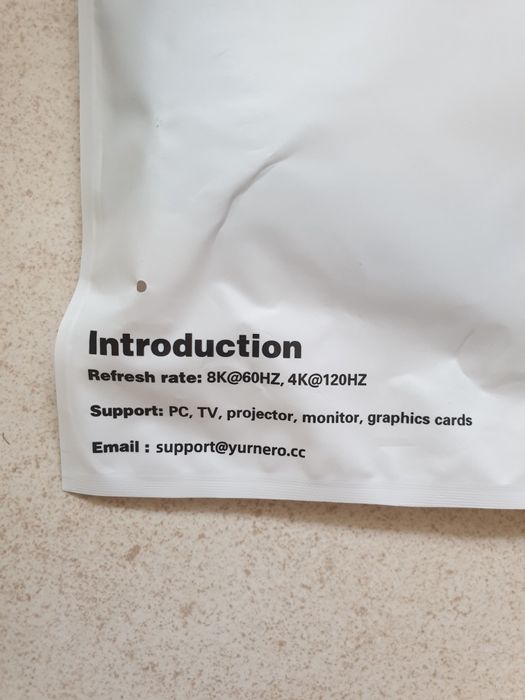 Introduction
Refresh rate: 8K@60HZ, 4K@120HZ
Support: PC, TV, projector, monitor, graphics cards
Email : support@yurnero.cc